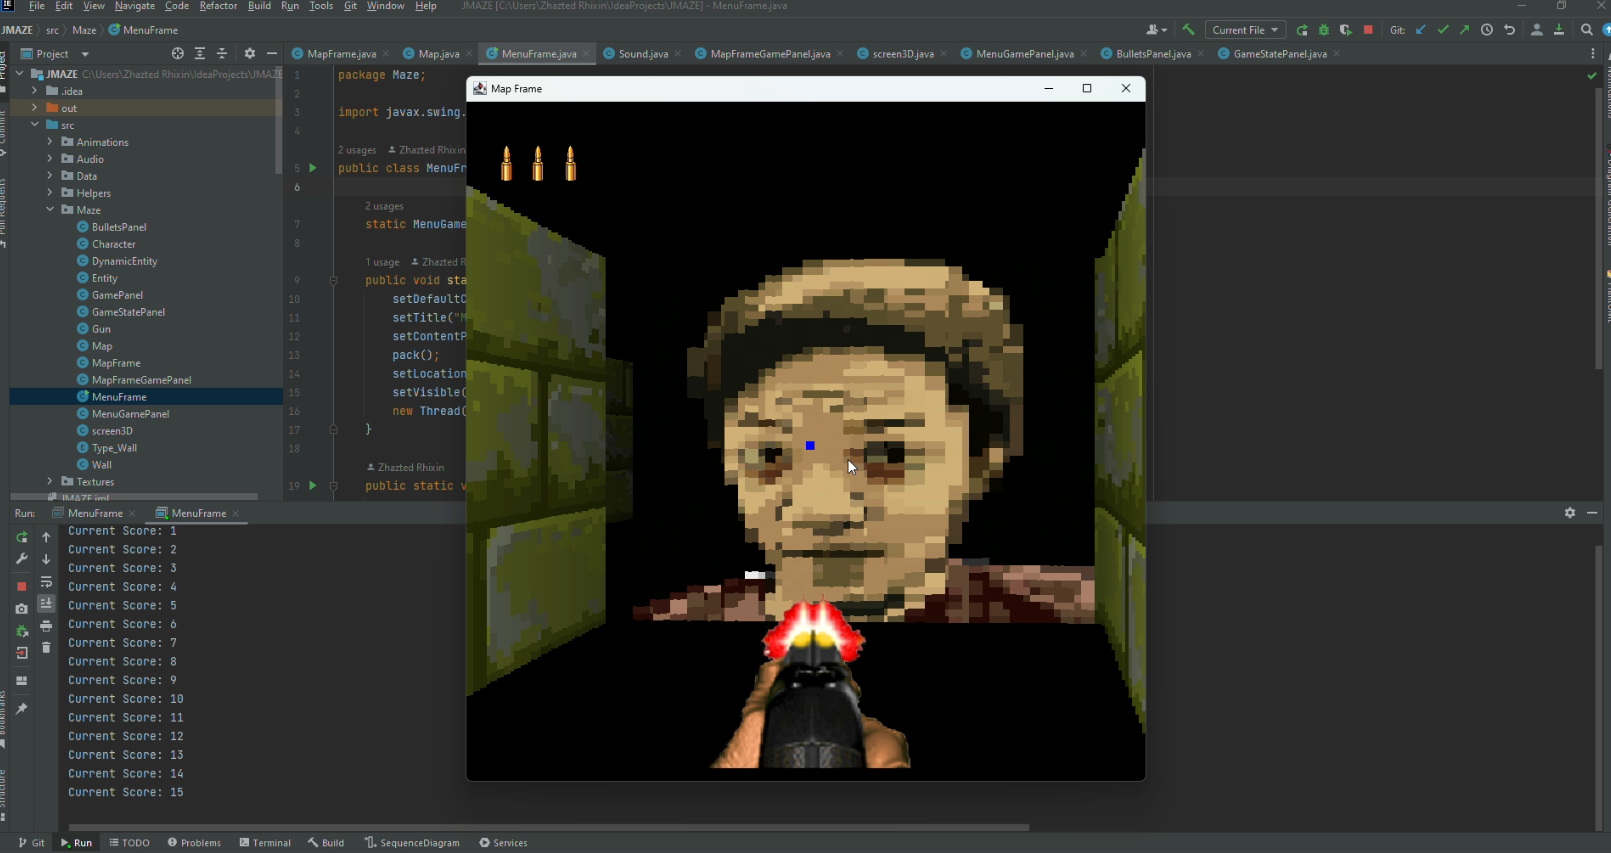 File Edit View Navigate Code Refactor Build Run Tools Git Window Help JMAZE [C:\Users\Zhazted Rhixin\IdeaProjects\JMAZE] - MenuFrame.java
JMAZE src Maze MenuFrame
Current File
Git:
Project
MapFrame.java Map.java MenuFrame.java Sound.java MapFrameGamePanel.java screen3D.java MenuGamePanel.java BulletsPanel.java GameStatePanel.java
JMAZE C:\Users\Zhazted Rhixin\IdeaProjects\JMAZE
.idea
out
src
Animations
Audio
Data
Helpers
Maze
BulletsPanel
Character
DynamicEntity
Entity
GamePanel
GameStatePanel
Gun
Map
MapFrame
MapFrameGamePanel
MenuFrame
MenuGamePanel
screen3D
Type_Wall
Wall
Textures
JMAZE.iml
Project
Commit
Pull Requests
Bookmarks
Structure
1 package Maze;
2
3 import javax.swing.
4
2 usages Zhazted Rhixin
5 public class MenuFr
6
2 usages
7 static MenuGame
8
1 usage Zhazted R
9 public void sta
10 setDefaultC
11 setTitle("M
12 setContentP
13 pack();
14 setLocation
15 setVisible(
16 new Thread(
17 }
18
Zhazted Rhixin
19 public static v
Map Frame
Run: MenuFrame MenuFrame
Current Score: 1
Current Score: 2
Current Score: 3
Current Score: 4
Current Score: 5
Current Score: 6
Current Score: 7
Current Score: 8
Current Score: 9
Current Score: 10
Current Score: 11
Current Score: 12
Current Score: 13
Current Score: 14
Current Score: 15
Git Run TODO Problems Terminal Build SequenceDiagram Services